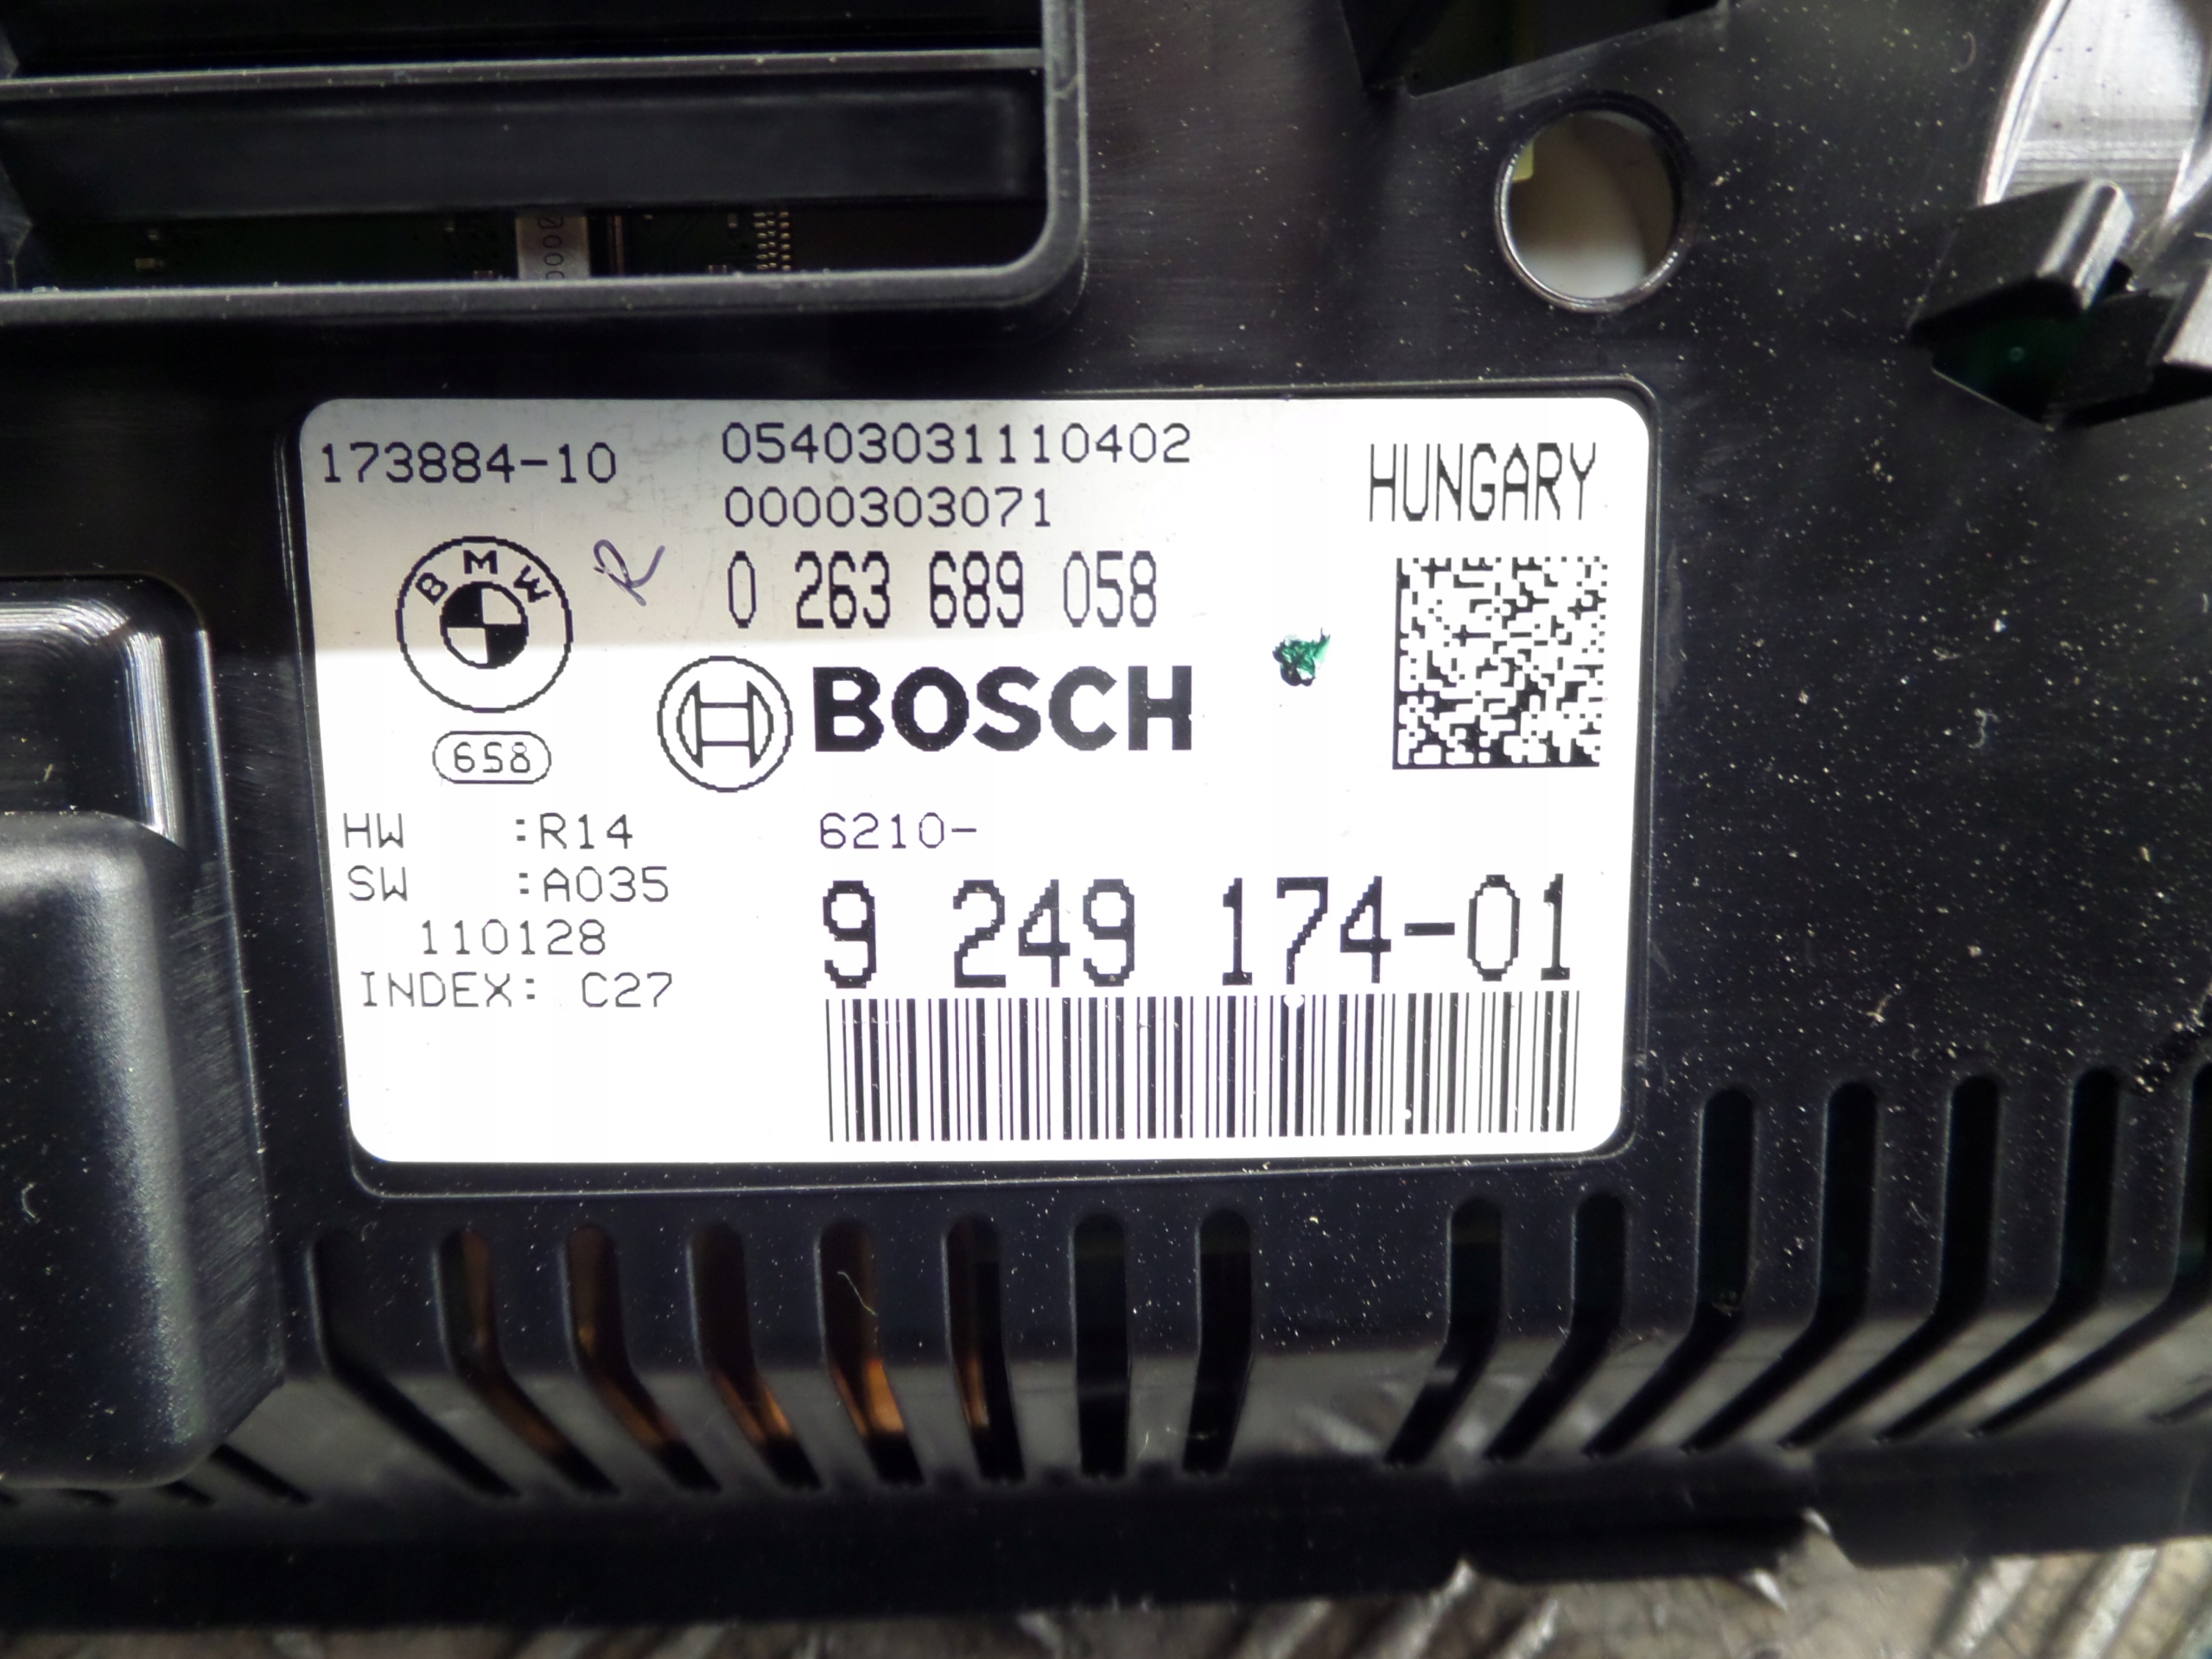 173884-10
05403031110402
0000303071
HUNGARY
R
0 263 689 058
BMW
BOSCH
658
HW :R14
SW :A035
110128
INDEX: C27
6210-
9 249 174-01